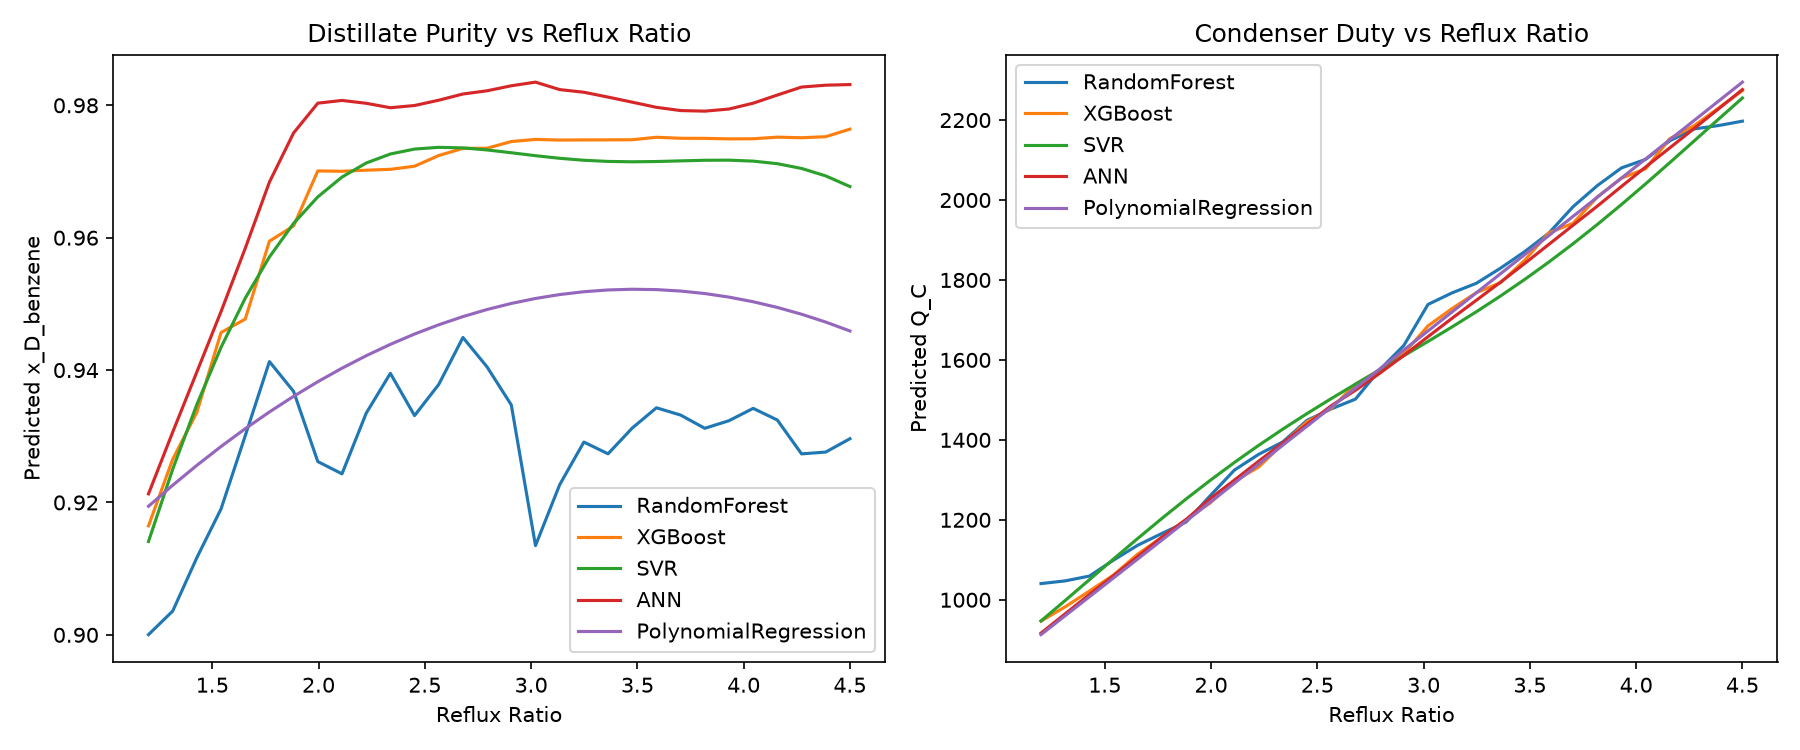 Distillate Purity vs Reflux Ratio
Predicted x_D_benzene
0.98
0.96
0.94
0.92
0.90
RandomForest
XGBoost
SVR
ANN
PolynomialRegression
1.5 2.0 2.5 3.0 3.5 4.0 4.5
Reflux Ratio
Condenser Duty vs Reflux Ratio
Predicted Q_C
2200
2000
1800
1600
1400
1200
1000
RandomForest
XGBoost
SVR
ANN
PolynomialRegression
1.5 2.0 2.5 3.0 3.5 4.0 4.5
Reflux Ratio